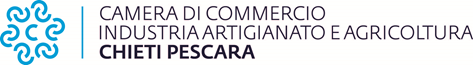 CAMERA DI COMMERCIO
INDUSTRIA ARTIGIANATO E AGRICOLTURA
CHIETI PESCARA